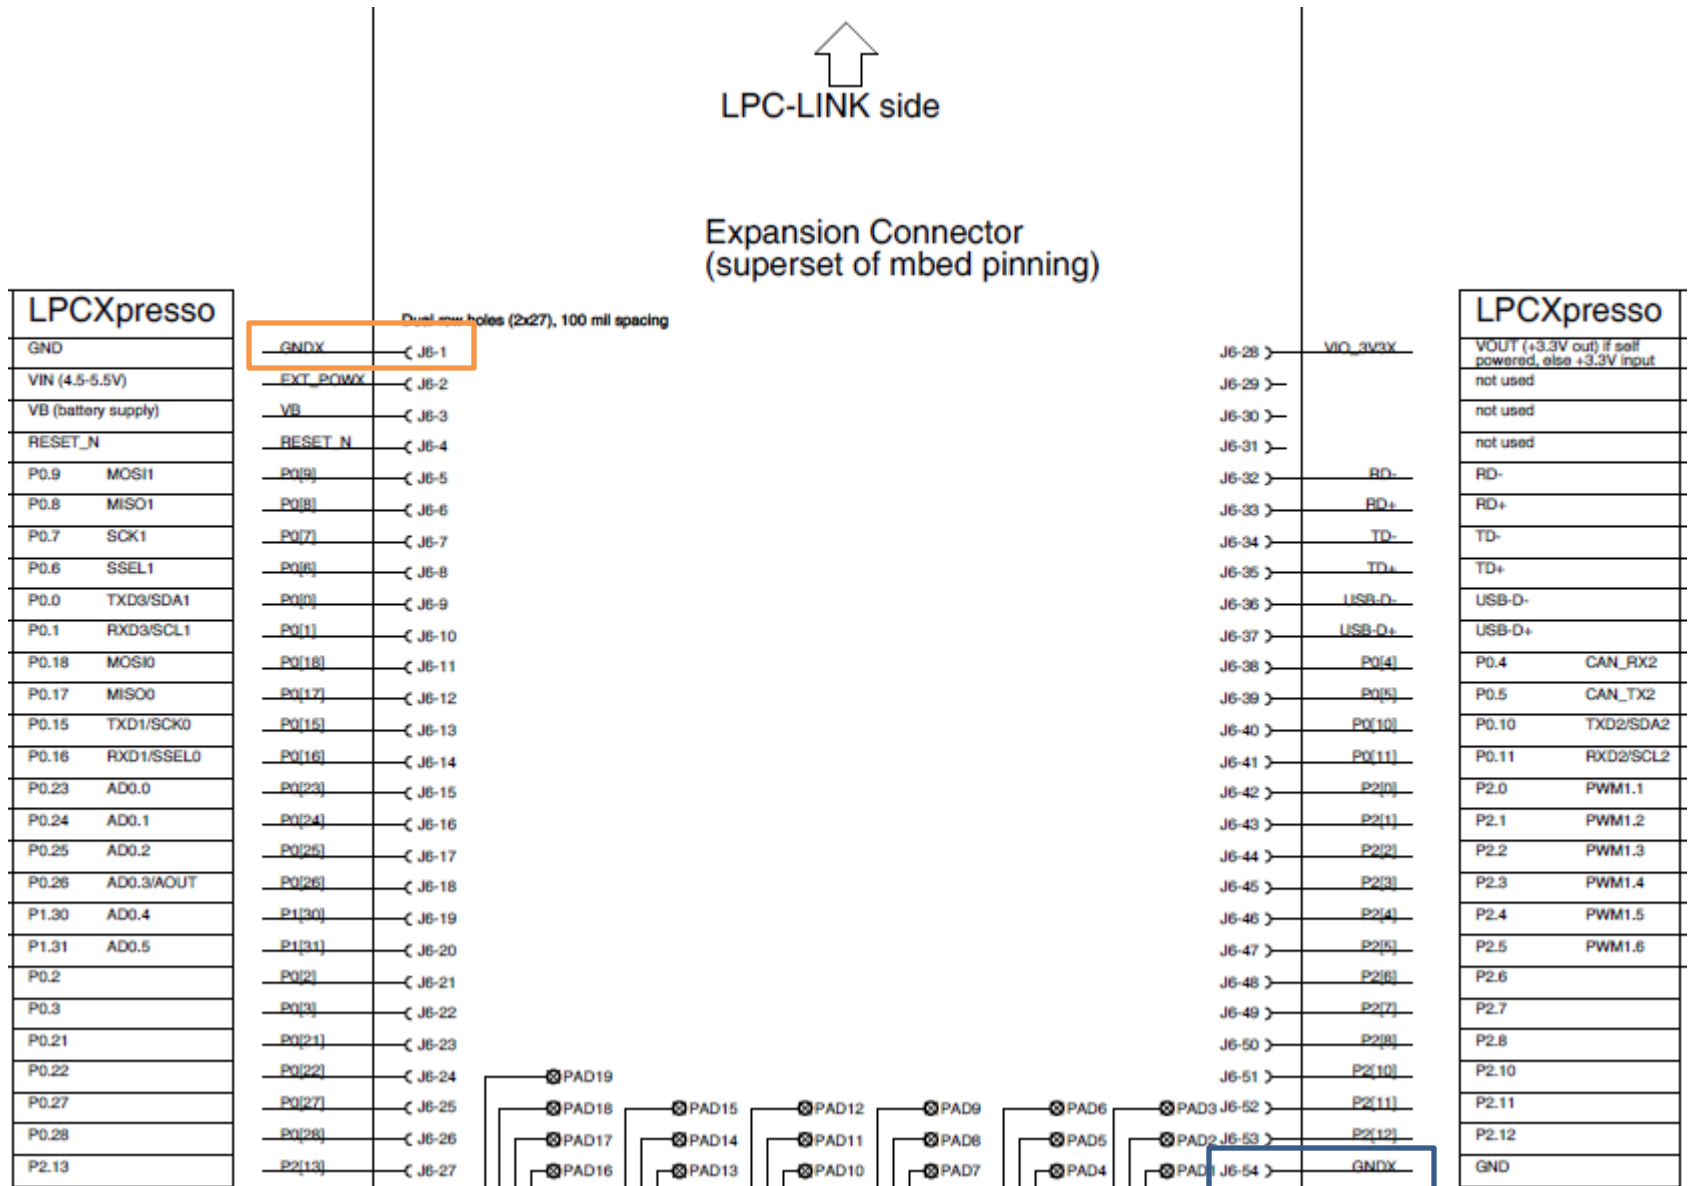 LPC-LINK side
Expansion Connector
(superset of mbed pinning)
Dual row holes (2x27), 100 mil spacing
LPCXpresso
GND GNDX J6-1
VIN (4.5-5.5V) EXT_POWX J6-2
VB (battery supply) VB J6-3
RESET_N RESET_N J6-4
P0.9 MOSI1 P0[9] J6-5
P0.8 MISO1 P0[8] J6-6
P0.7 SCK1 P0[7] J6-7
P0.6 SSEL1 P0[6] J6-8
P0.0 TXD3/SDA1 P0[0] J6-9
P0.1 RXD3/SCL1 P0[1] J6-10
P0.18 MOSI0 P0[18] J6-11
P0.17 MISO0 P0[17] J6-12
P0.15 TXD1/SCK0 P0[15] J6-13
P0.16 RXD1/SSEL0 P0[16] J6-14
P0.23 AD0.0 P0[23] J6-15
P0.24 AD0.1 P0[24] J6-16
P0.25 AD0.2 P0[25] J6-17
P0.26 AD0.3/AOUT P0[26] J6-18
P1.30 AD0.4 P1[30] J6-19
P1.31 AD0.5 P1[31] J6-20
P0.2 P0[2] J6-21
P0.3 P0[3] J6-22
P0.21 P0[21] J6-23
P0.22 P0[22] J6-24
P0.27 P0[27] J6-25
P0.28 P0[28] J6-26
P2.13 P2[13] J6-27
PAD19
PAD18 PAD15 PAD12 PAD9 PAD6 PAD3
PAD17 PAD14 PAD11 PAD8 PAD5 PAD2
PAD16 PAD13 PAD10 PAD7 PAD4 PAD1
LPCXpresso
J6-28 VIO_3V3X VOUT (+3.3V out) if self
powered, else +3.3V input
J6-29 not used
J6-30 not used
J6-31 not used
J6-32 RD- RD-
J6-33 RD+ RD+
J6-34 TD- TD-
J6-35 TD+ TD+
J6-36 USB-D- USB-D-
J6-37 USB-D+ USB-D+
J6-38 P0[4] P0.4 CAN_RX2
J6-39 P0[5] P0.5 CAN_TX2
J6-40 P0[10] P0.10 TXD2/SDA2
J6-41 P0[11] P0.11 RXD2/SCL2
J6-42 P2[0] P2.0 PWM1.1
J6-43 P2[1] P2.1 PWM1.2
J6-44 P2[2] P2.2 PWM1.3
J6-45 P2[3] P2.3 PWM1.4
J6-46 P2[4] P2.4 PWM1.5
J6-47 P2[5] P2.5 PWM1.6
J6-48 P2[6] P2.6
J6-49 P2[7] P2.7
J6-50 P2[8] P2.8
J6-51 P2[10] P2.10
J6-52 P2[11] P2.11
J6-53 P2[12] P2.12
J6-54 GNDX GND